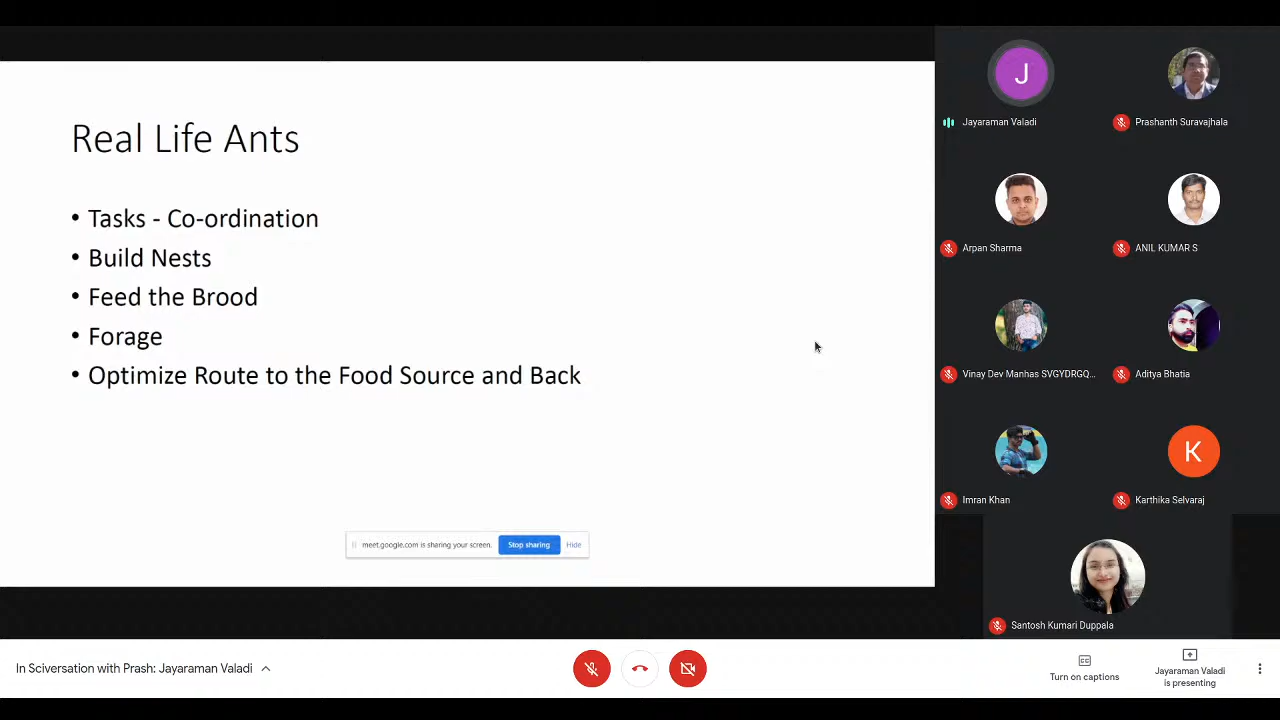 Real Life Ants
• Tasks - Co-ordination
• Build Nests
• Feed the Brood
• Forage
• Optimize Route to the Food Source and Back
meet.google.com is sharing your screen.
Stop sharing
Hide
J
Jayaraman Valadi
Prashanth Suravajhala
Arpan Sharma
ANIL KUMAR S
Vinay Dev Manhas SVGYDRGQ...
Aditya Bhatia
Imran Khan
K
Karthika Selvaraj
Santosh Kumari Duppala
In Sciversation with Prash: Jayaraman Valadi
CC
Turn on captions
Jayaraman Valadi
is presenting